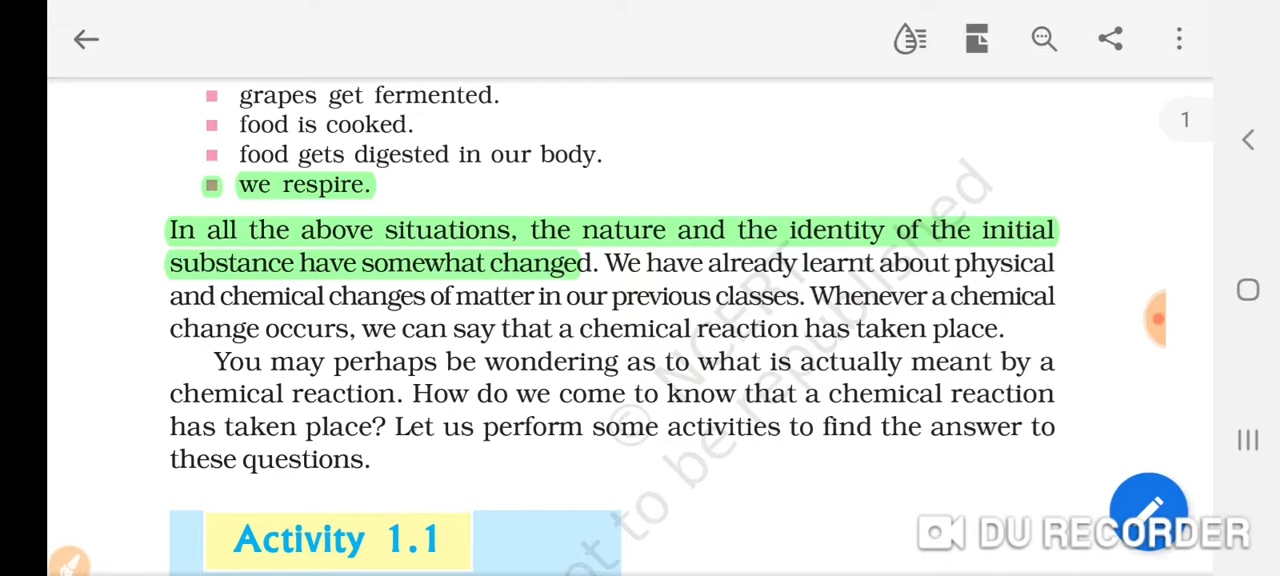 grapes get fermented.
food is cooked.
food gets digested in our body.
we respire.
1
In all the above situations, the nature and the identity of the initial
substance have somewhat changed. We have already learnt about physical
and chemical changes of matter in our previous classes. Whenever a chemical
change occurs, we can say that a chemical reaction has taken place.
You may perhaps be wondering as to what is actually meant by a
chemical reaction. How do we come to know that a chemical reaction
has taken place? Let us perform some activities to find the answer to
these questions.
© NCERT
not to be republished
Activity 1.1
DU RECORDER